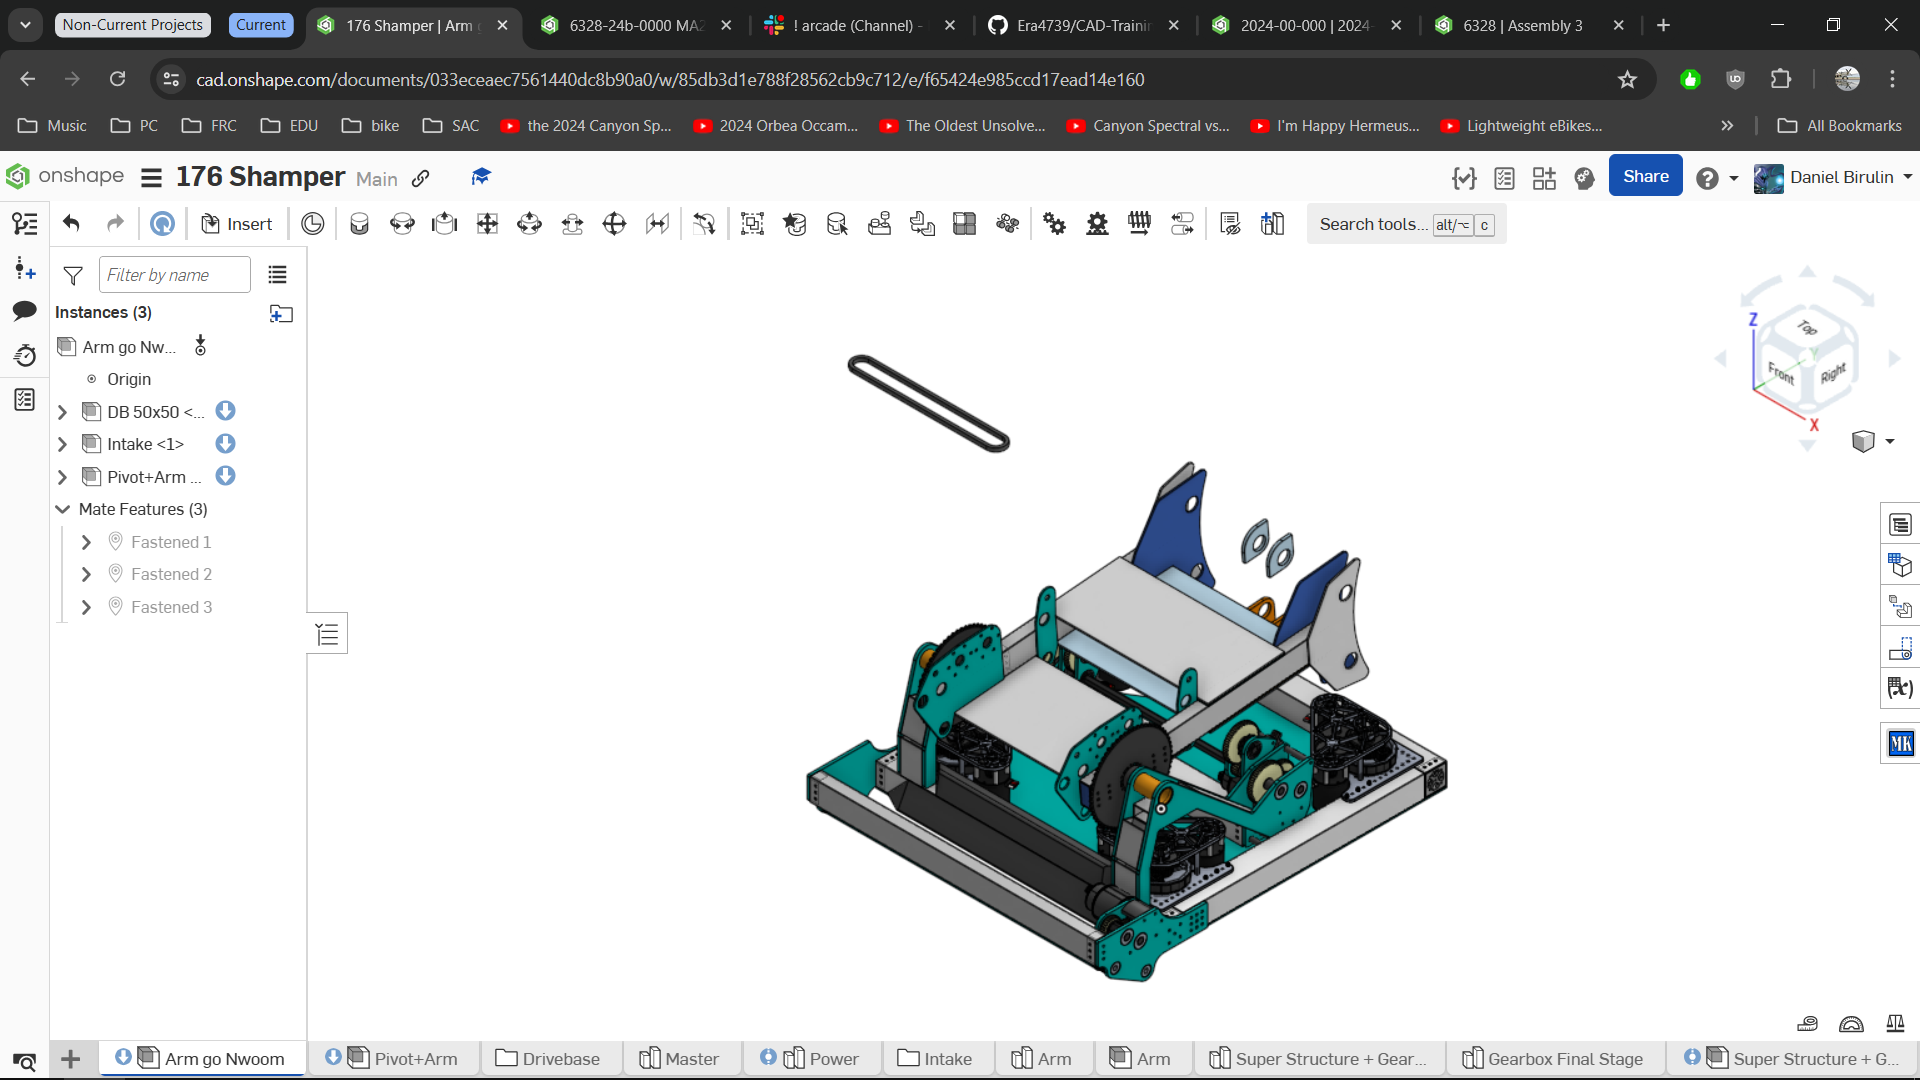 Non-Current Projects
Current
176 Shamper | Arm g
6328-24b-0000 MA2
! arcade (Channel) -
Era4739/CAD-Trainin
2024-00-000 | 2024-
6328 | Assembly 3
cad.onshape.com/documents/033eceaec7561440dc8b90a0/w/85db3d1e788f28562cb9c712/e/f65424e985ccd17ead14e160
Music
PC
FRC
EDU
bike
SAC
the 2024 Canyon Sp...
2024 Orbea Occam...
The Oldest Unsolve...
Canyon Spectral vs...
I'm Happy Hermeus...
Lightweight eBikes...
All Bookmarks
onshape
176 Shamper
Main
Share
Daniel Birulin
Insert
Search tools...
alt/⌥
c
Filter by name
Instances (3)
Arm go Nw...
Origin
DB 50x50 <...
Intake <1>
Pivot+Arm ...
Mate Features (3)
Fastened 1
Fastened 2
Fastened 3
Z
Top
Y
Front
Right
X
(x)
MK
Arm go Nwoom
Pivot+Arm
Drivebase
Master
Power
Intake
Arm
Arm
Super Structure + Gear...
Gearbox Final Stage
Super Structure + G...